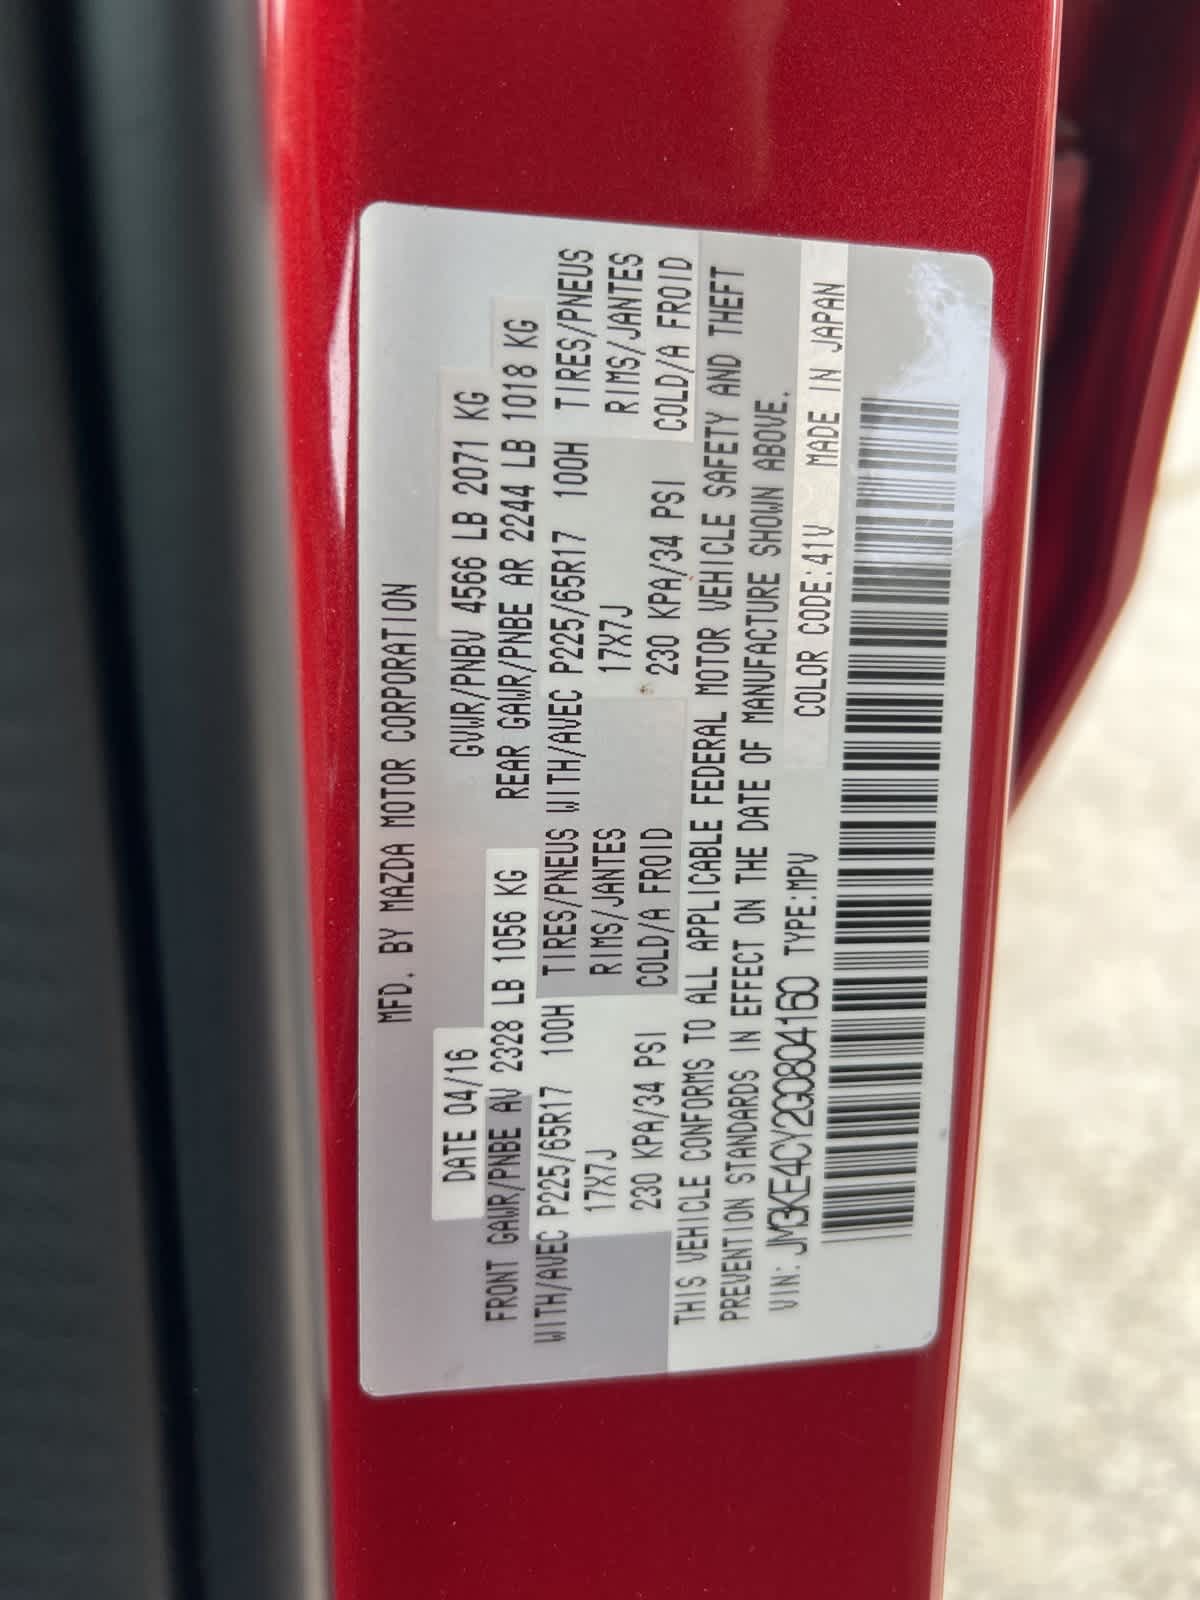 MFD. BY MAZDA MOTOR CORPORATION
DATE 04/16 GVWR/PNBV 4566 LB 2071 KG
FRONT GAWR/PNBE AV 2328 LB 1056 KG REAR GAWR/PNBE AR 2244 LB 1018 KG
WITH/AVEC P225/65R17 100H TIRES/PNEUS WITH/AVEC P225/65R17 100H TIRES/PNEUS
17X7J RIMS/JANTES 17X7J RIMS/JANTES
230 KPA/34 PSI COLD/A FROID 230 KPA/34 PSI COLD/A FROID
THIS VEHICLE CONFORMS TO ALL APPLICABLE FEDERAL MOTOR VEHICLE SAFETY AND THEFT
PREVENTION STANDARDS IN EFFECT ON THE DATE OF MANUFACTURE SHOWN ABOVE.
VIN: JM3KE4CY2G0804160 TYPE:MPV COLOR CODE:41V MADE IN JAPAN